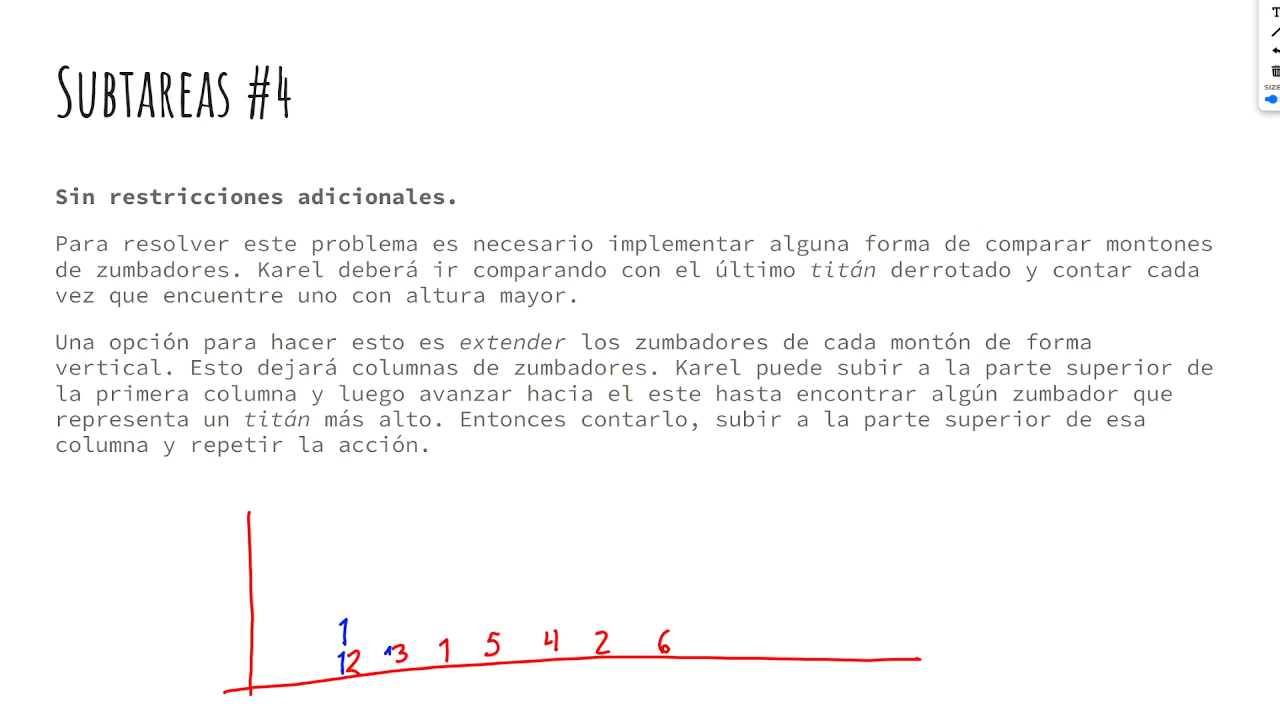 T
SUBTAREAS #4
SIZE
Sin restricciones adicionales.
Para resolver este problema es necesario implementar alguna forma de comparar montones
de zumbadores. Karel deberá ir comparando con el último titán derrotado y contar cada
vez que encuentre uno con altura mayor.
Una opción para hacer esto es extender los zumbadores de cada montón de forma
vertical. Esto dejará columnas de zumbadores. Karel puede subir a la parte superior de
la primera columna y luego avanzar hacia el este hasta encontrar algún zumbador que
representa un titán más alto. Entonces contarlo, subir a la parte superior de esa
columna y repetir la acción.
1
12 13 1 5 4 2 6